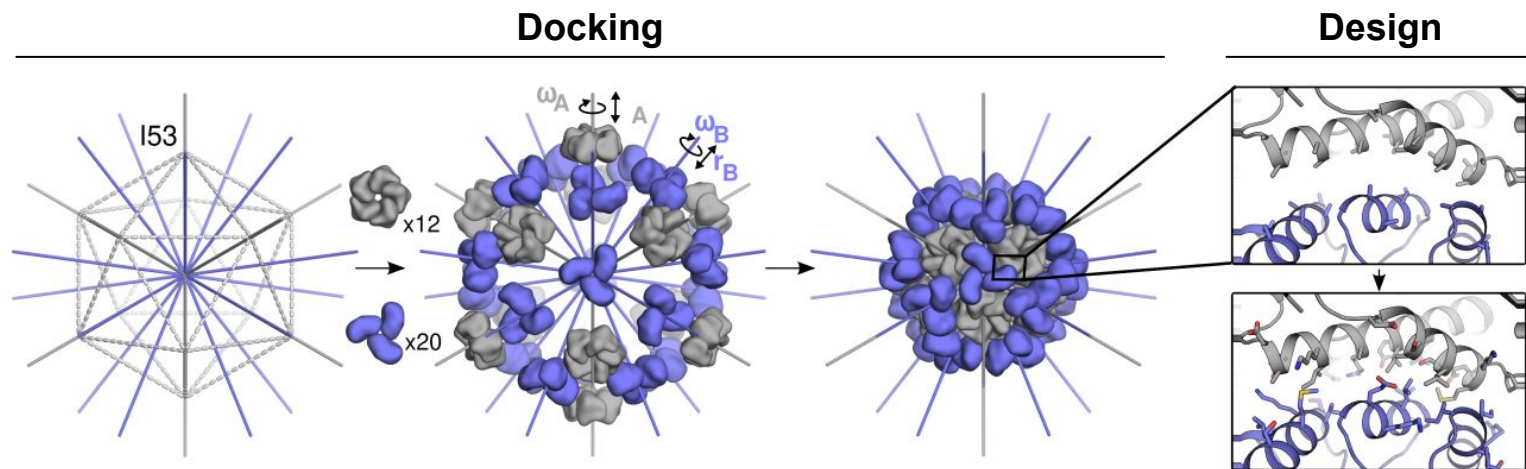 Docking
Design
I53
x12
x20
ωA
A
ωB
rB